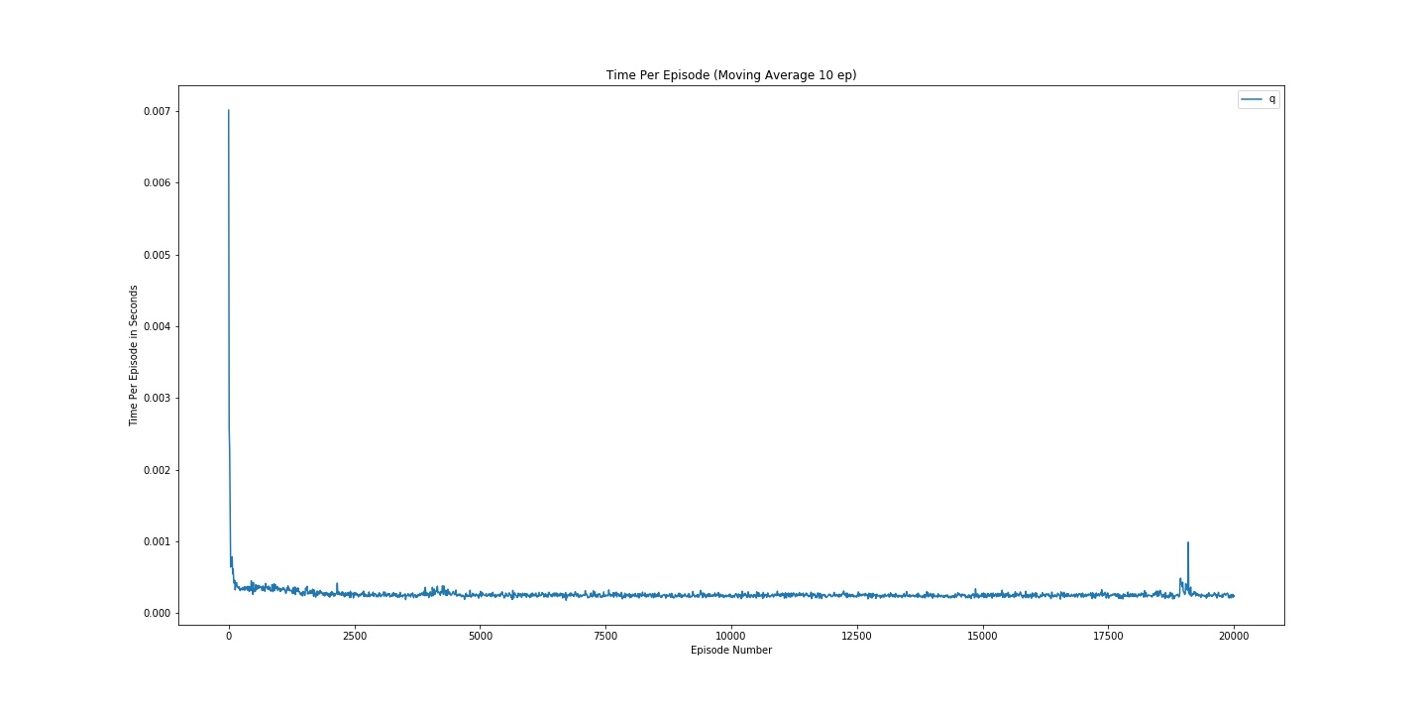 Time Per Episode (Moving Average 10 ep)
q
0.007
0.006
0.005
0.004
0.003
0.002
0.001
0.000
Time Per Episode in Seconds
0 2500 5000 7500 10000 12500 15000 17500 20000
Episode Number